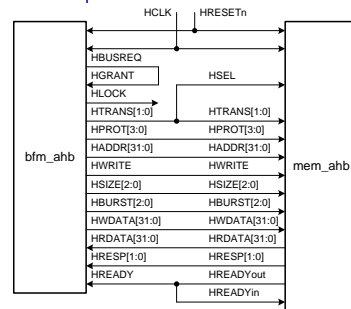 HCLK HRESETn
HBUSREQ
HGRANT HSEL
HLOCK
HTRANS[1:0] HTRANS[1:0]
HPROT[3:0] HPROT[3:0]
HADDR[31:0] HADDR[31:0]
bfm_ahb HWRITE HWRITE mem_ahb
HSIZE[2:0] HSIZE[2:0]
HBURST[2:0] HBURST[2:0]
HWDATA[31:0] HWDATA[31:0]
HRDATA[31:0] HRDATA[31:0]
HRESP[1:0] HRESP[1:0]
HREADY HREADYout
HREADYin